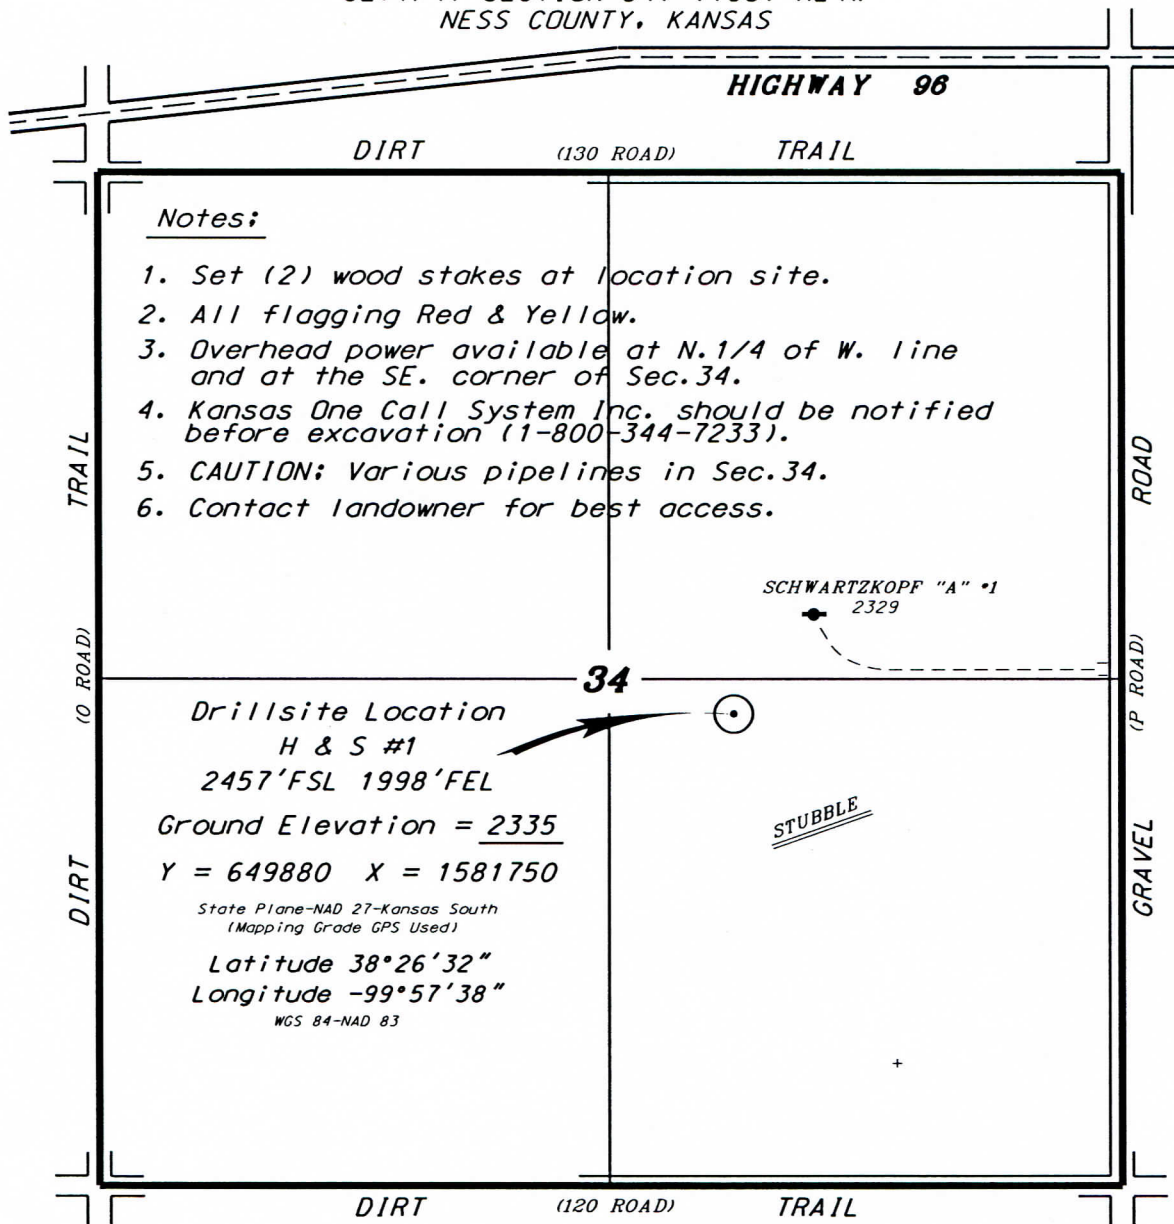 NESS COUNTY, KANSAS
HIGHWAY 96
DIRT (130 ROAD) TRAIL
Notes:
1. Set (2) wood stakes at location site.
2. All flagging Red & Yellow.
3. Overhead power available at N.1/4 of W. line
and at the SE. corner of Sec.34.
4. Kansas One Call System Inc. should be notified
before excavation (1-800-344-7233).
5. CAUTION: Various pipelines in Sec.34.
6. Contact landowner for best access.
TRAIL
(O ROAD)
DIRT
ROAD
(P ROAD)
GRAVEL
SCHWARTZKOPF "A" #1
2329
34
Drillsite Location
H & S #1
2457'FSL 1998'FEL
Ground Elevation = 2335
Y = 649880 X = 1581750
State Plane-NAD 27-Kansas South
(Mapping Grade GPS Used)
Latitude 38°26'32"
Longitude -99°57'38"
WGS 84-NAD 83
STUBBLE
DIRT (120 ROAD) TRAIL